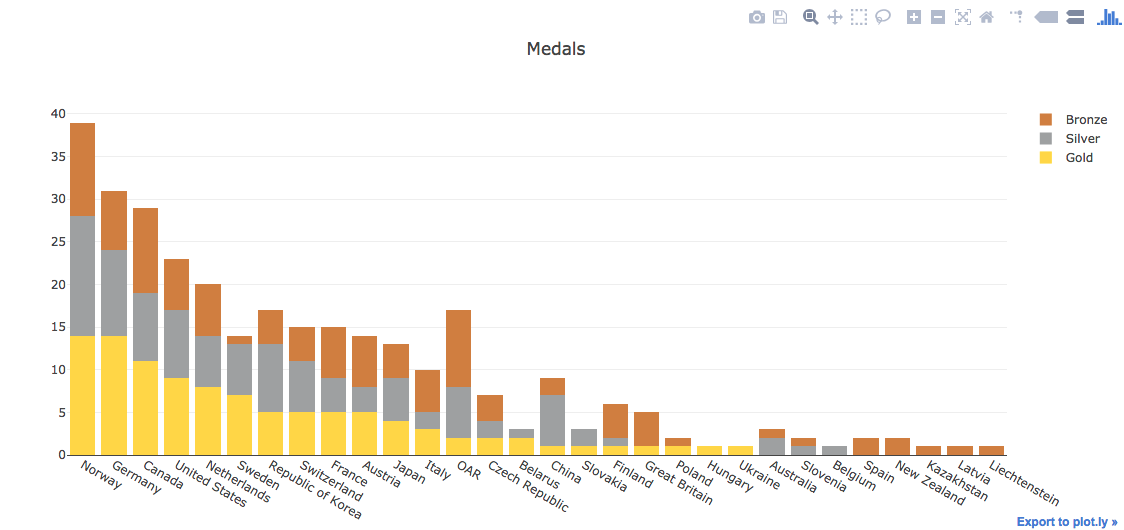 Medals
40
35
30
25
20
15
10
5
0
Bronze
Silver
Gold
Norway
Germany
Canada
United States
Netherlands
Sweden
Republic of Korea
Switzerland
France
Austria
Japan
Italy
OAR
Czech Republic
Belarus
China
Slovakia
Finland
Great Britain
Poland
Hungary
Ukraine
Australia
Slovenia
Belgium
Spain
New Zealand
Kazakhstan
Latvia
Liechtenstein
Export to plot.ly »